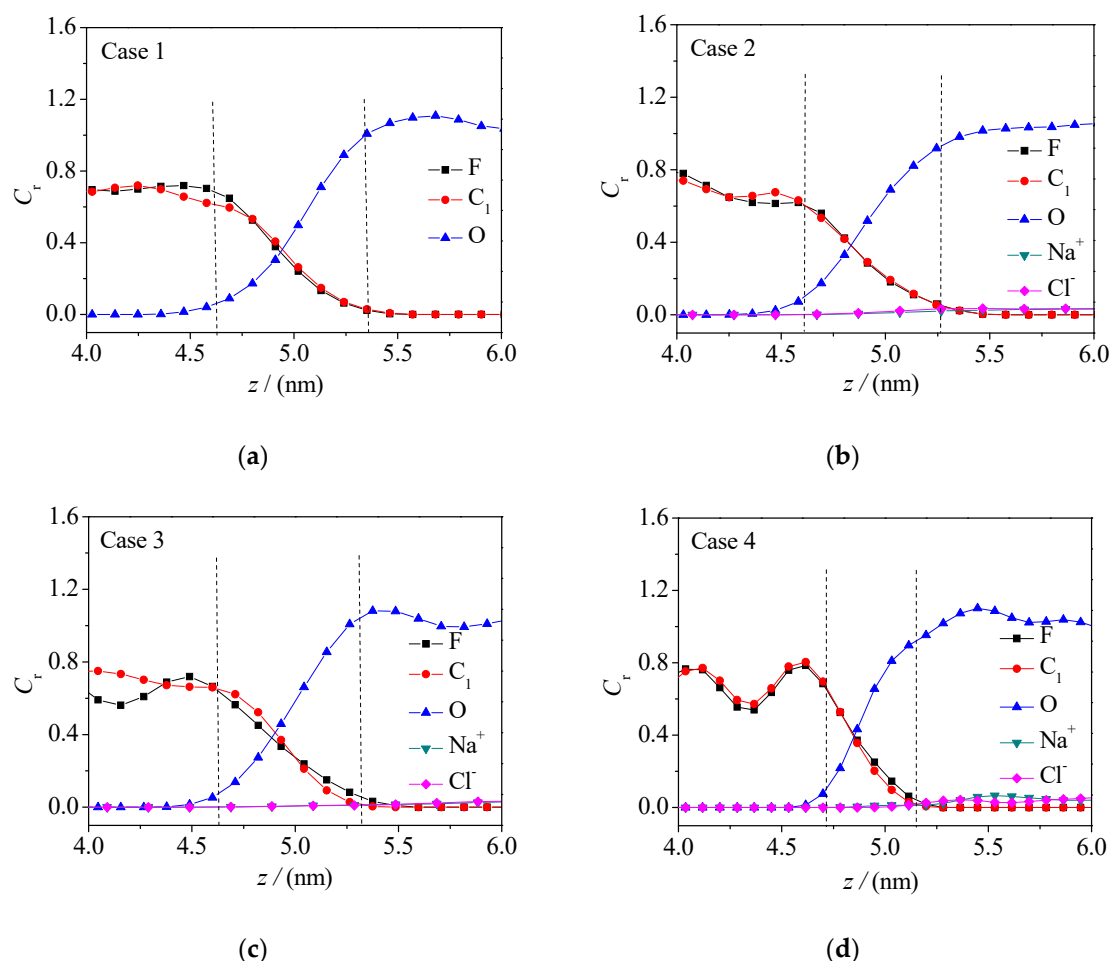 Case 1
1.6
1.2
0.8
0.4
0.0
C_r
F
C₁
O
4.0 4.5 5.0 5.5 6.0
z / (nm)
(a)
Case 2
1.6
1.2
0.8
0.4
0.0
C_r
F
C₁
O
Na⁺
Cl⁻
4.0 4.5 5.0 5.5 6.0
z / (nm)
(b)
Case 3
1.6
1.2
0.8
0.4
0.0
C_r
F
C₁
O
Na⁺
Cl⁻
4.0 4.5 5.0 5.5 6.0
z / (nm)
(c)
Case 4
1.6
1.2
0.8
0.4
0.0
C_r
F
C₁
O
Na⁺
Cl⁻
4.0 4.5 5.0 5.5 6.0
z / (nm)
(d)